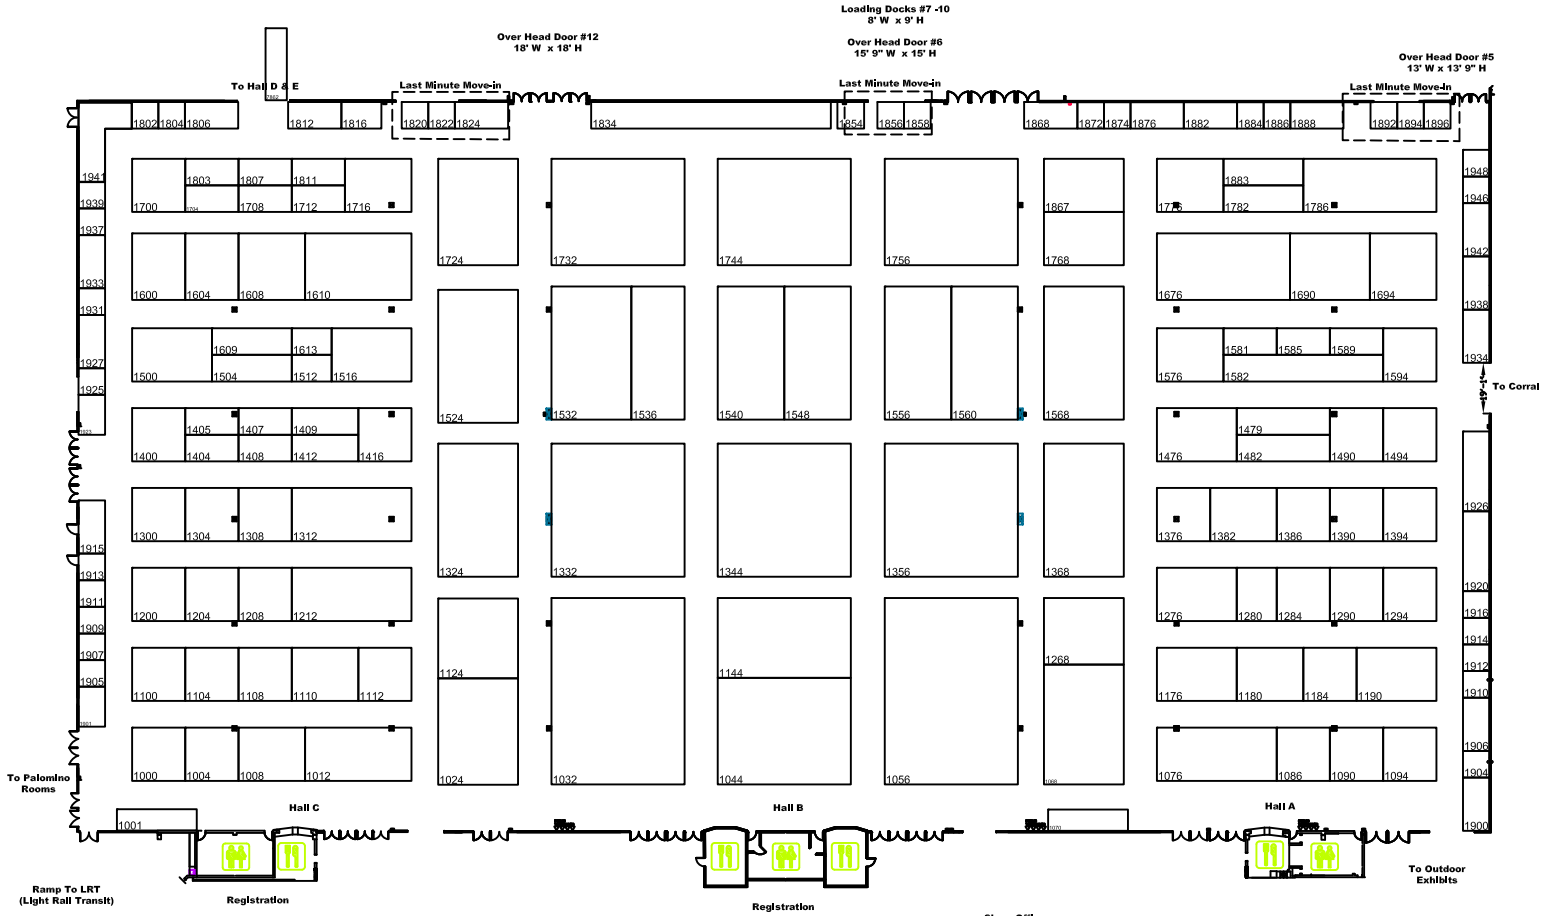 Loading Docks #7 -10
8' W x 9' H
Over Head Door #12
18' W x 18' H
Over Head Door #6
15' 9" W x 15' H
Over Head Door #5
13' W x 13' 9" H
To Hall D & E
Last Minute Move-in
Last Minute Move-in
Last Minute Move-in
1802 1804 1806 1812 1816 1820 1822 1824 1834 1854 1856 1858 1868 1872 1874 1876 1882 1884 1886 1888 1892 1894 1896
1941 1803 1807 1811 1883 1948
1939 1700 1704 1708 1712 1716 1867 1776 1782 1786 1946
1937
1724 1732 1744 1756 1768 1942
1933 1600 1604 1608 1610 1676 1690 1694
1931 1938
1609 1613 1581 1585 1589 1934
1927 1500 1504 1512 1516 1576 1582 1594
1925 19'-1" To Corral
1524 1532 1536 1540 1548 1556 1560 1568
1923 1405 1407 1409 1479
1400 1404 1408 1412 1416 1476 1482 1490 1494
1926
1300 1304 1308 1312 1376 1382 1386 1390 1394
1915
1913 1324 1332 1344 1356 1368
1920
1911 1200 1204 1208 1212 1276 1280 1284 1290 1294 1916
1909 1914
1907 1268
1905 1124 1144 1912
1100 1104 1108 1110 1112 1176 1180 1184 1190 1910
1901
1906
1000 1004 1008 1012 1024 1032 1044 1056 1076 1086 1090 1094 1904
To Palomino
Rooms
Hall C
Hall B
Hall A
1001 1070 1900
To Outdoor
Exhibits
Ramp To LRT
(Light Rail Transit)
Registration
Registration